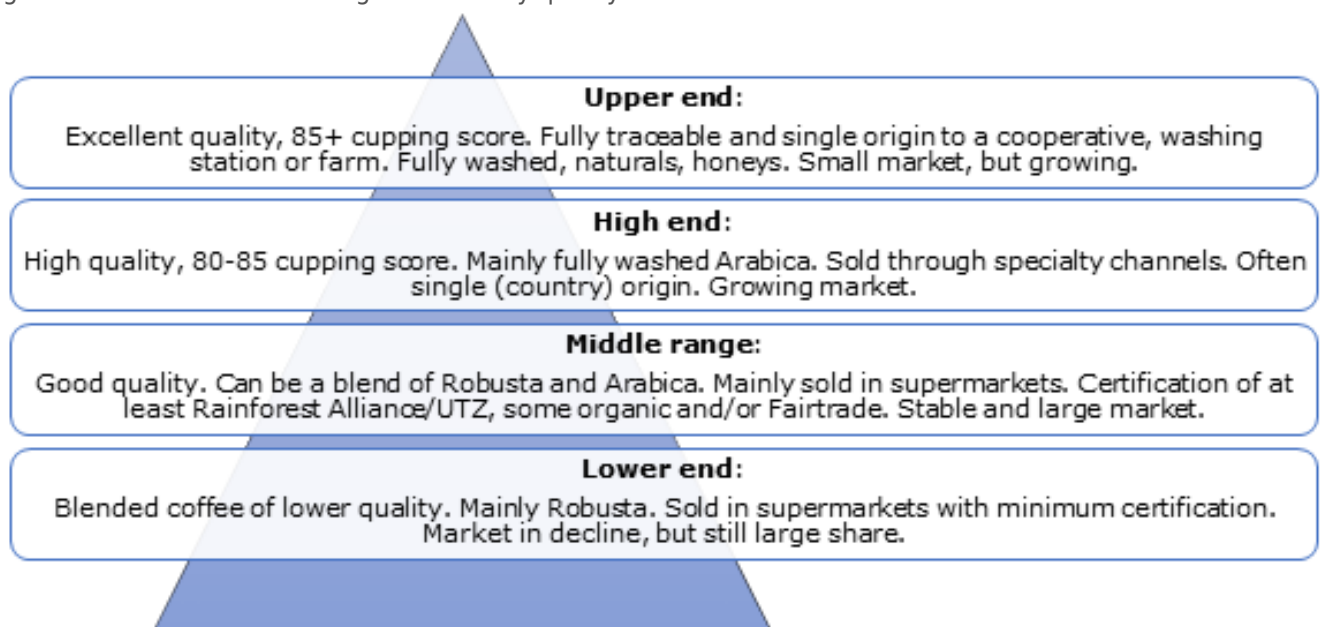 Upper end:
Excellent quality, 85+ cupping score. Fully traceable and single origin to a cooperative, washing
station or farm. Fully washed, naturals, honeys. Small market, but growing.
High end:
High quality, 80-85 cupping score. Mainly fully washed Arabica. Sold through specialty channels. Often
single (country) origin. Growing market.
Middle range:
Good quality. Can be a blend of Robusta and Arabica. Mainly sold in supermarkets. Certification of at
least Rainforest Alliance/UTZ, some organic and/or Fairtrade. Stable and large market.
Lower end:
Blended coffee of lower quality. Mainly Robusta. Sold in supermarkets with minimum certification.
Market in decline, but still large share.